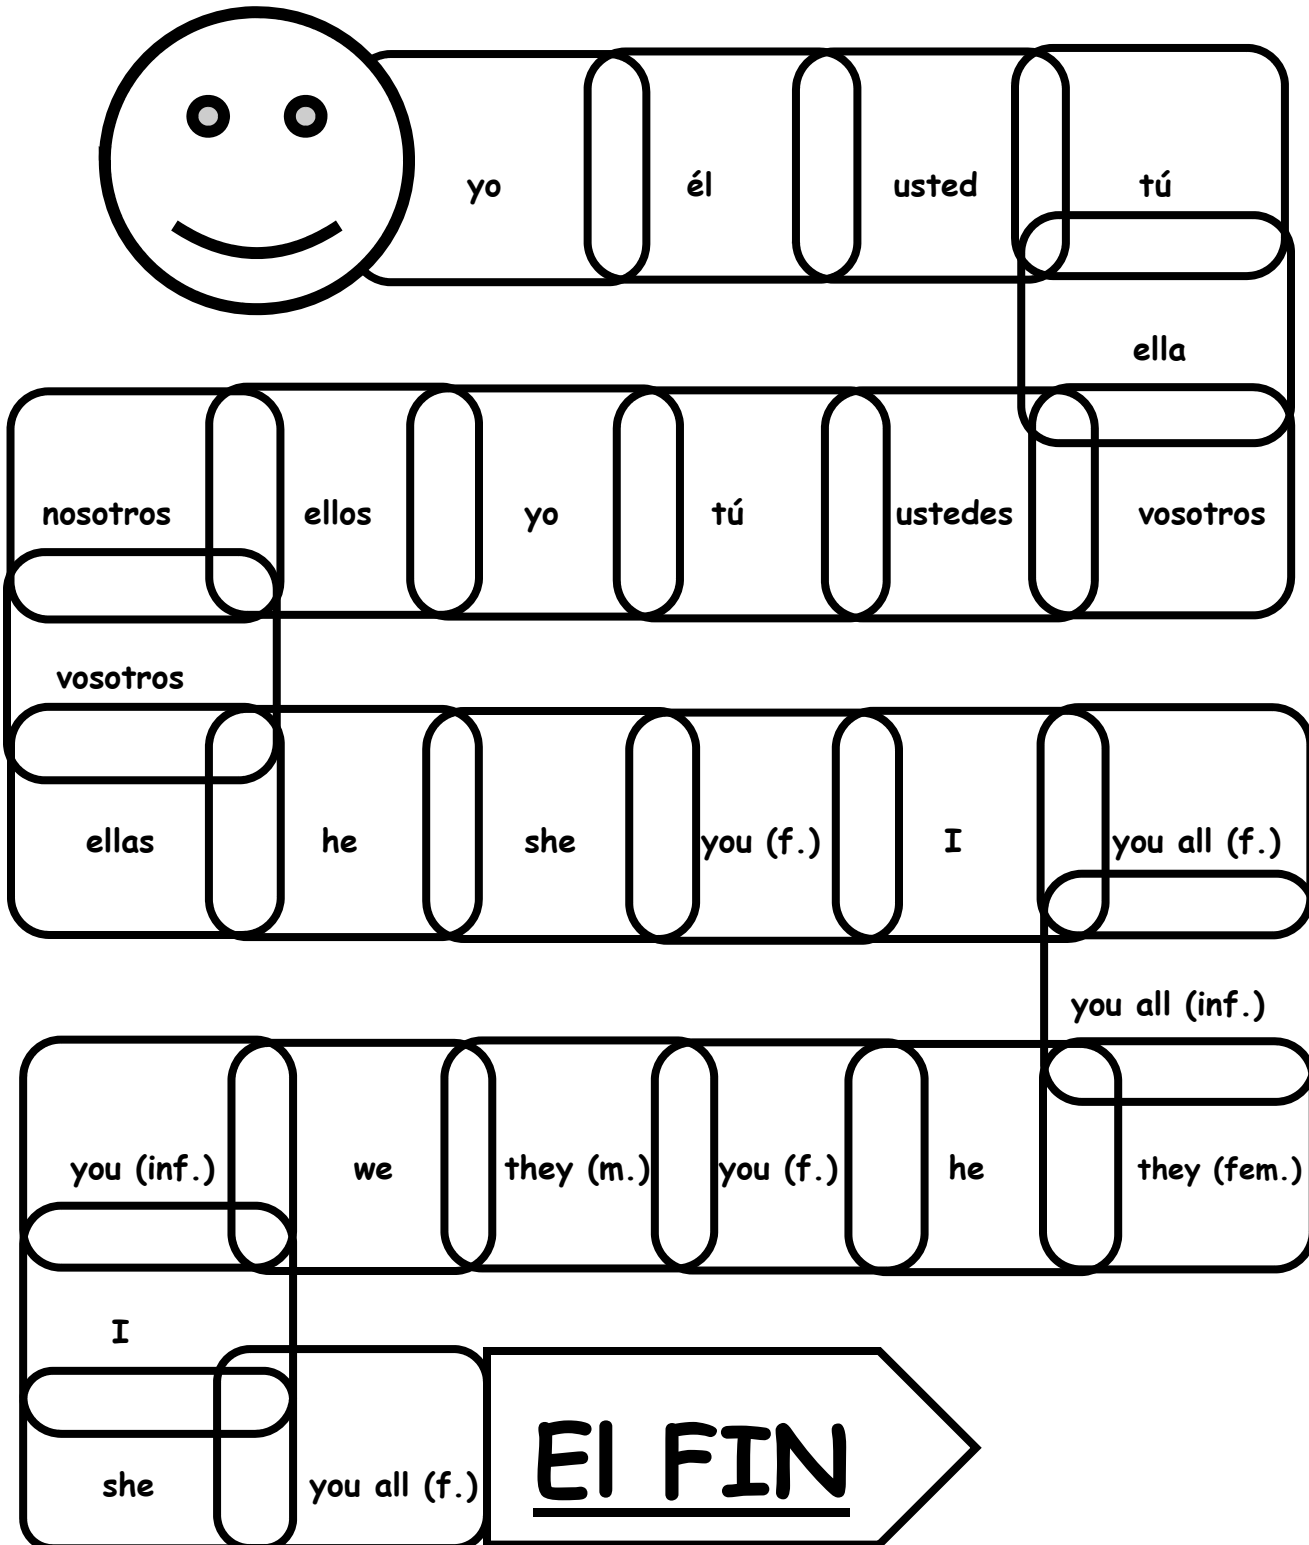 yo él usted tú
ella
nosotros ellos yo tú ustedes vosotros
vosotros
ellas he she you (f.) I you all (f.)
you all (inf.)
you (inf.) we they (m.) you (f.) he they (fem.)
I
she you all (f.) El FIN